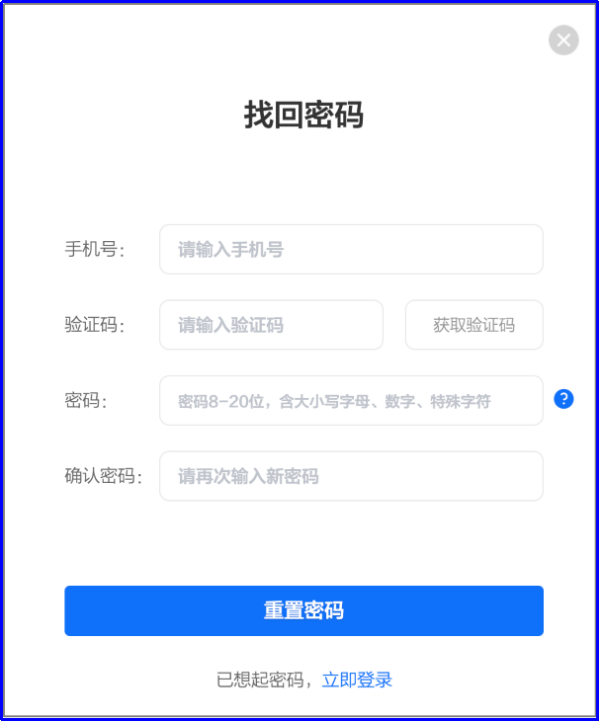 找回密码
手机号： 请输入手机号
验证码： 请输入验证码 获取验证码
密码： 密码8-20位，含大小写字母、数字、特殊字符 ?
确认密码： 请再次输入新密码
重置密码
已想起密码，立即登录